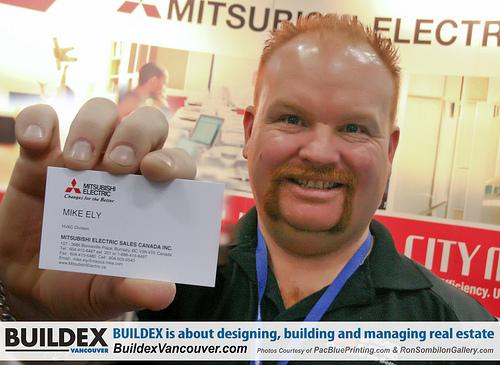 MITSUBISHI ELECTRIC
MITSUBISHI
ELECTRIC
Changes for the Better
MIKE ELY
HVAC Division
MITSUBISHI ELECTRIC SALES CANADA INC.
CITY
fficiency.
BUILDEX
VANCOUVER
BUILDEX is about designing, building and managing real estate
BuildexVancouver.com
Photos Courtesy of PacBluePrinting.com & RonSombilonGallery.com